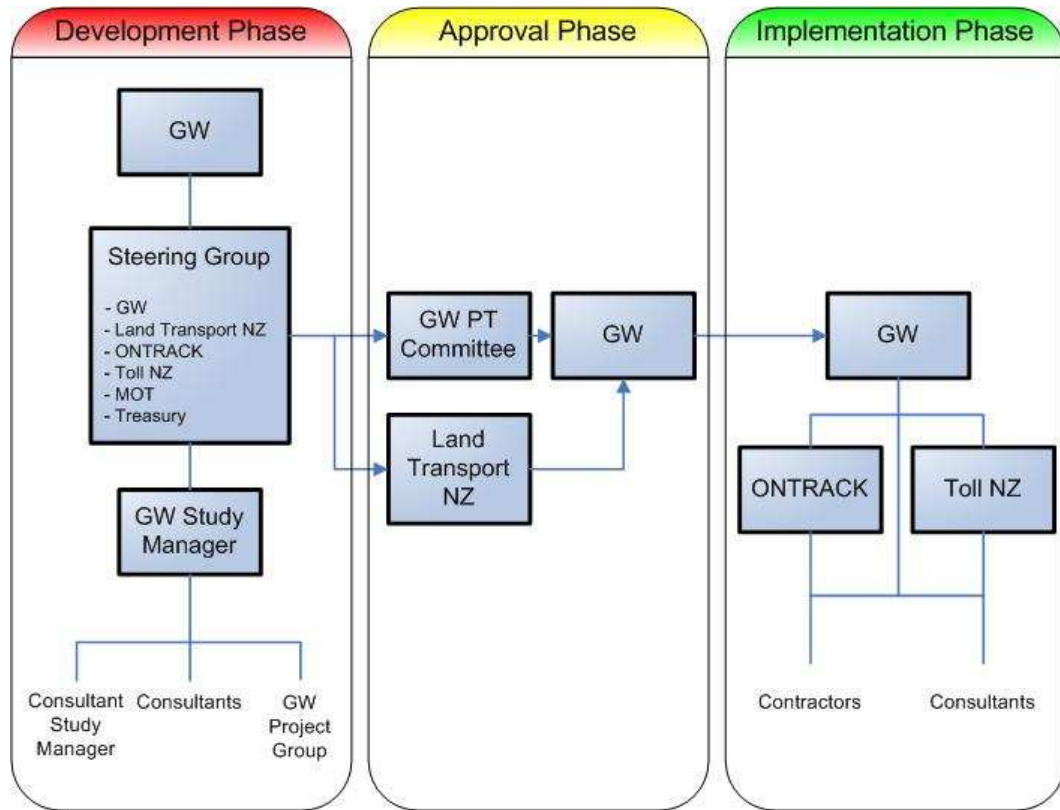 Development Phase
GW
Steering Group
- GW
- Land Transport NZ
- ONTRACK
- Toll NZ
- MOT
- Treasury
GW Study
Manager
Consultant
Study
Manager
Consultants
GW
Project
Group
Approval Phase
GW PT
Committee
GW
Land
Transport
NZ
Implementation Phase
GW
ONTRACK
Toll NZ
Contractors
Consultants